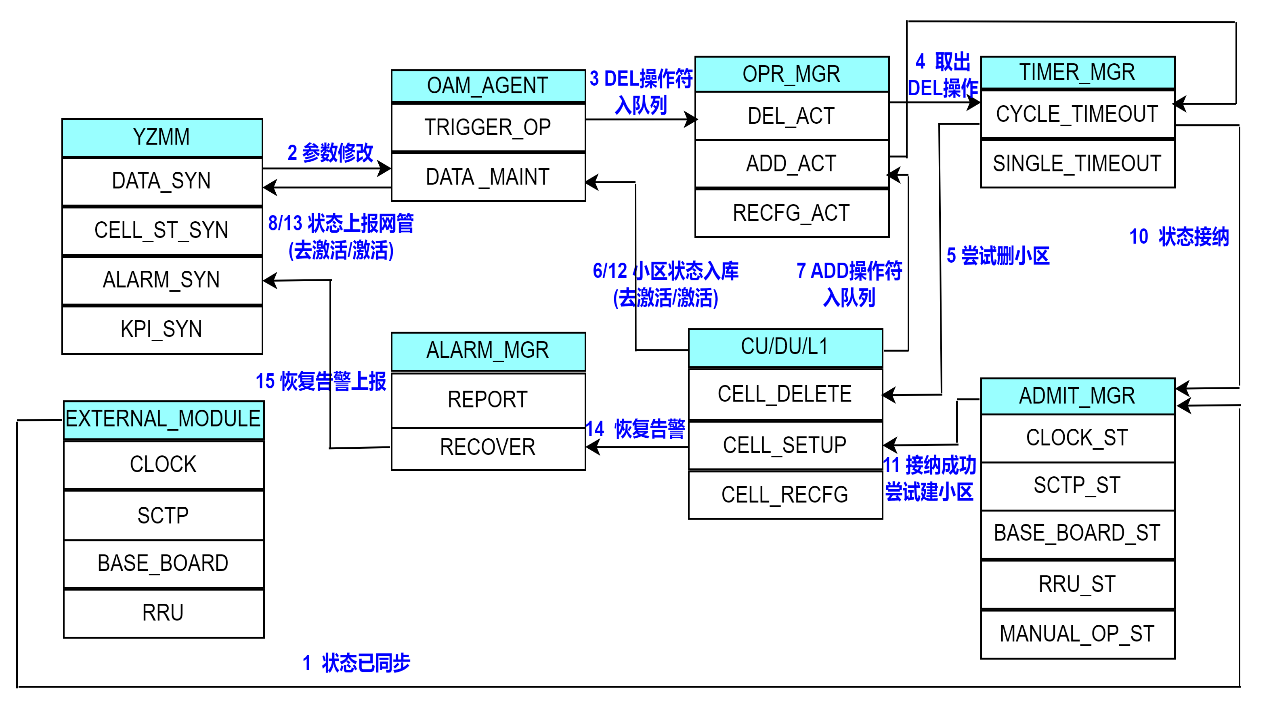 YZMM
DATA_SYN
CELL_ST_SYN
ALARM_SYN
KPI_SYN
2 参数修改
8/13 状态上报网管
(去激活/激活)
OAM_AGENT
TRIGGER_OP
DATA _MAINT
3 DEL操作符
入队列
OPR_MGR
DEL_ACT
ADD_ACT
RECFG_ACT
4 取出
DEL操作
TIMER_MGR
CYCLE_TIMEOUT
SINGLE_TIMEOUT
10 状态接纳
5 尝试删小区
6/12 小区状态入库
(去激活/激活)
7 ADD操作符
入队列
ALARM_MGR
REPORT
RECOVER
15 恢复告警上报
14 恢复告警
CU/DU/L1
CELL_DELETE
CELL_SETUP
CELL_RECFG
11 接纳成功
尝试建小区
ADMIT_MGR
CLOCK_ST
SCTP_ST
BASE_BOARD_ST
RRU_ST
MANUAL_OP_ST
EXTERNAL_MODULE
CLOCK
SCTP
BASE_BOARD
RRU
1 状态已同步